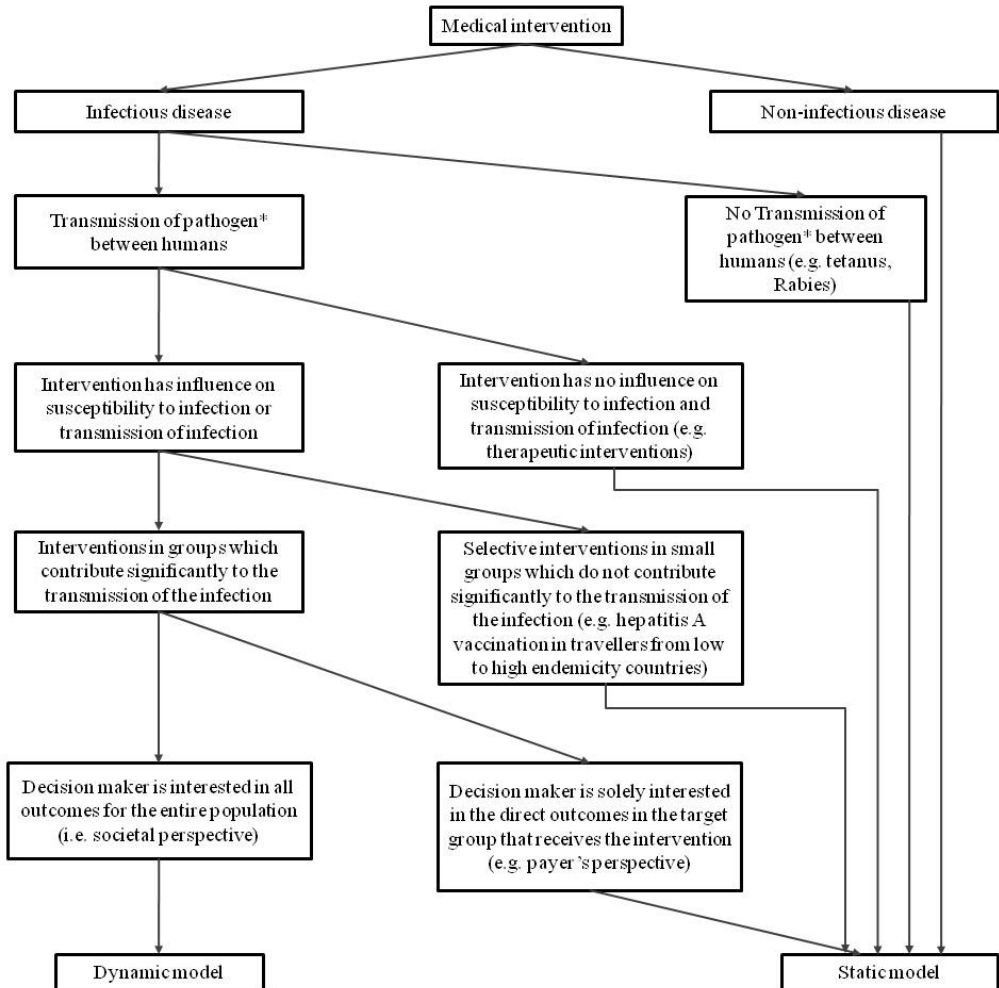 Medical intervention
Infectious disease
Non-infectious disease
Transmission of pathogen*
between humans
No Transmission of
pathogen* between
humans (e.g. tetanus,
Rabies)
Intervention has influence on
susceptibility to infection or
transmission of infection
Intervention has no influence on
susceptibility to infection and
transmission of infection (e.g.
therapeutic interventions)
Interventions in groups which
contribute significantly to the
transmission of the infection
Selective interventions in small
groups which do not contribute
significantly to the transmission of
the infection (e.g. hepatitis A
vaccination in travellers from low
to high endemicity countries)
Decision maker is interested in all
outcomes for the entire population
(i.e. societal perspective)
Decision maker is solely interested
in the direct outcomes in the target
group that receives the intervention
(e.g. payer's perspective)
Dynamic model
Static model